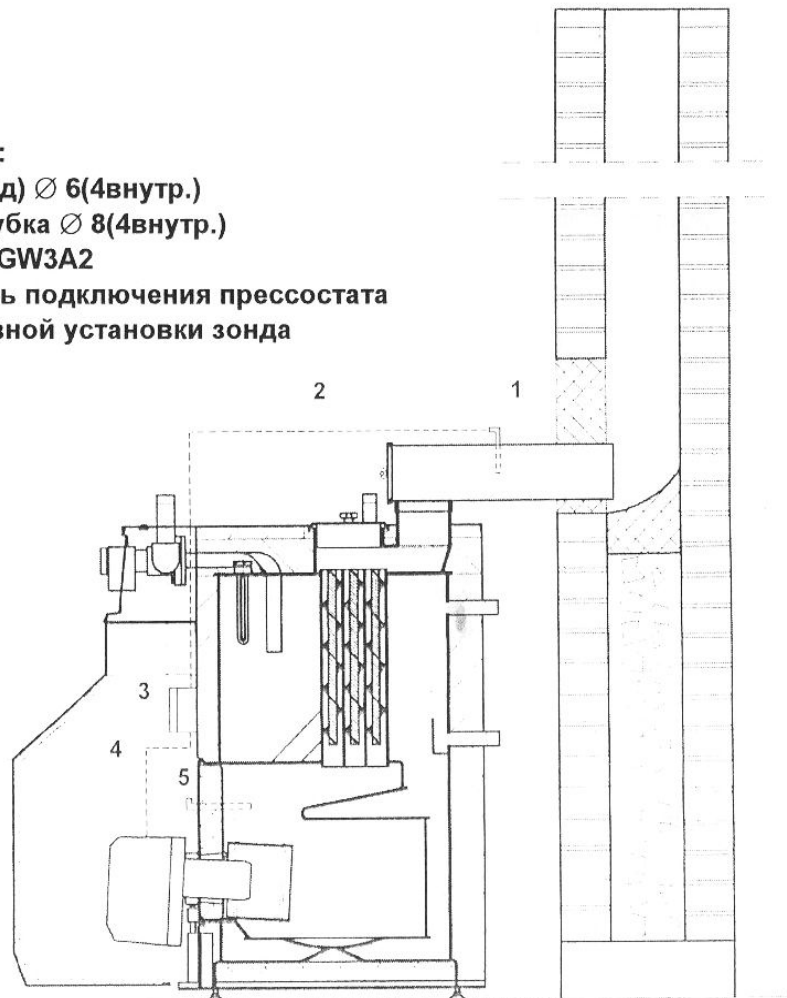 :
д) ∅ 6(4внутр.)
убка ∅ 8(4внутр.)
GW3A2
ь подключения прессостата
вной установки зонда
2
1
3
4
5